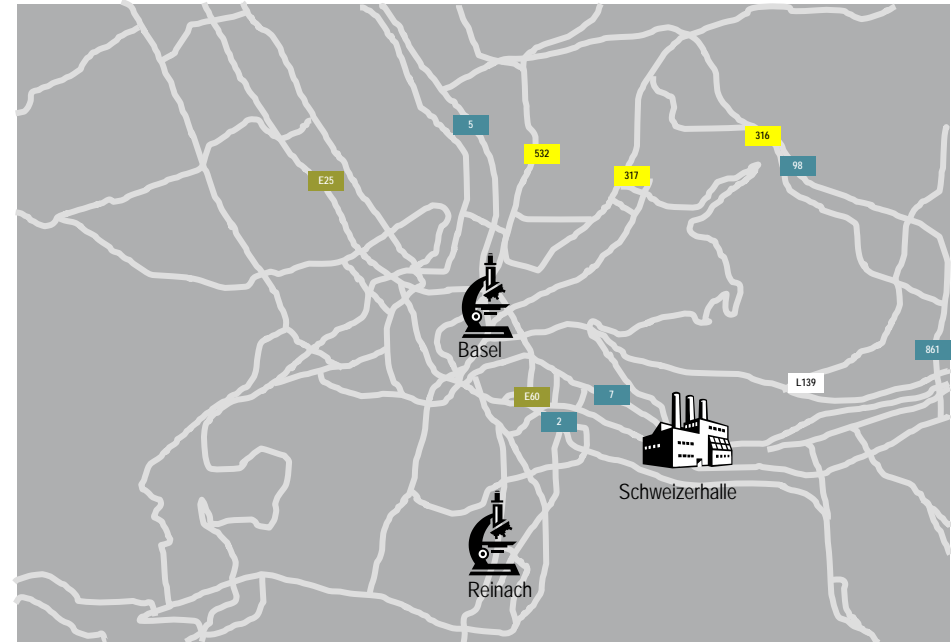 5
316
532
98
317
E25
Basel
861
L139
E60
7
2
Schweizerhalle
Reinach